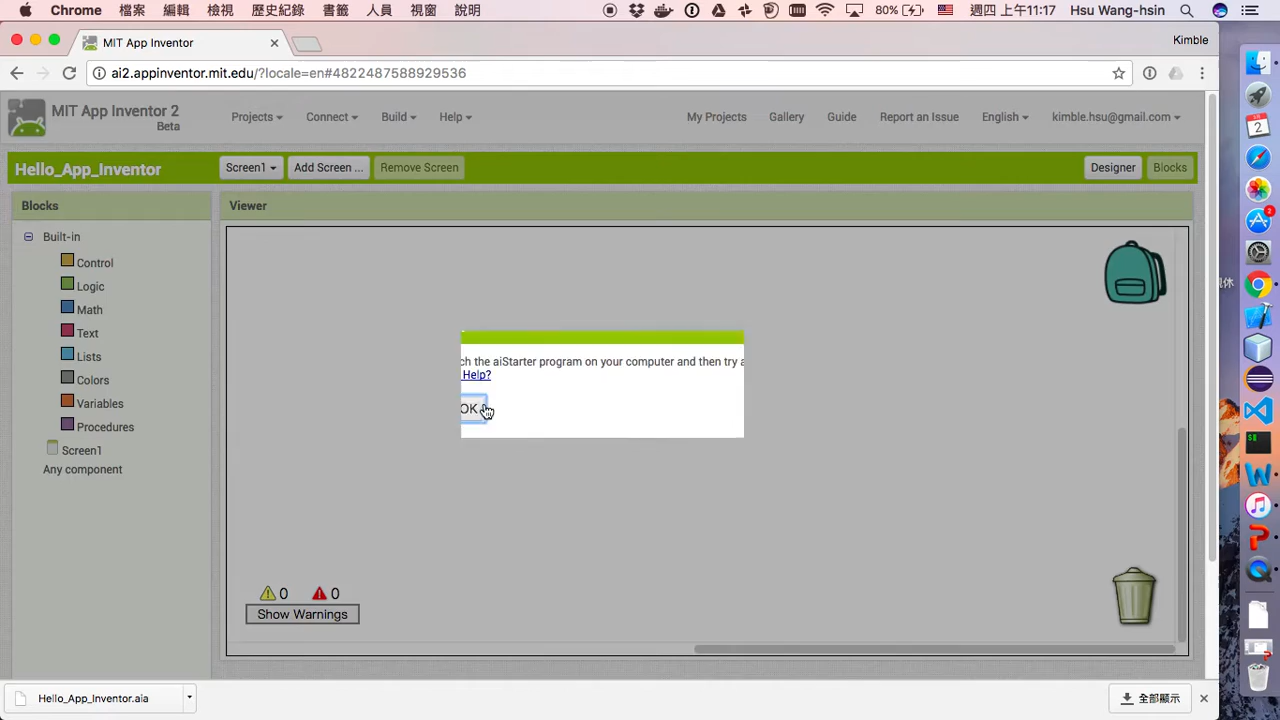 Chrome 檔案 編輯 檢視 歷史紀錄 書籤 人員 視窗 說明 80% 週四 上午11:17 Hsu Wang-hsin
MIT App Inventor Kimble
ai2.appinventor.mit.edu/?locale=en#4822487588929536
MIT App Inventor 2
Beta
Projects Connect Build Help My Projects Gallery Guide Report an Issue English kimble.hsu@gmail.com
Hello_App_Inventor Screen1 Add Screen ... Remove Screen Designer Blocks
Blocks Viewer
Built-in
Control
Logic
Math
Text
Lists
Colors
Variables
Procedures
Screen1
Any component
ch the aiStarter program on your computer and then try a
Help?
OK
0 0
Show Warnings
Hello_App_Inventor.aia 全部顯示
2